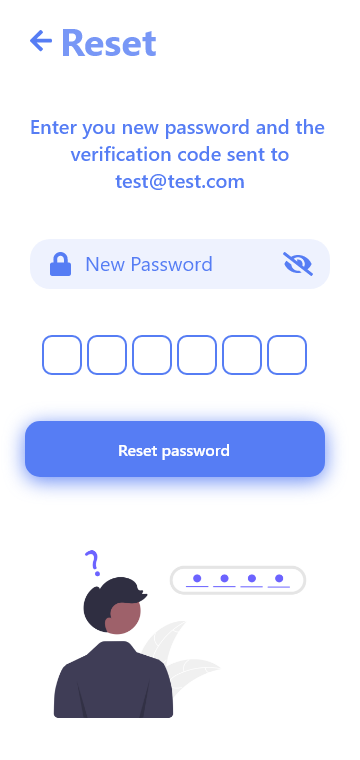 Reset
Enter you new password and the
verification code sent to
test@test.com
New Password
Reset password
?